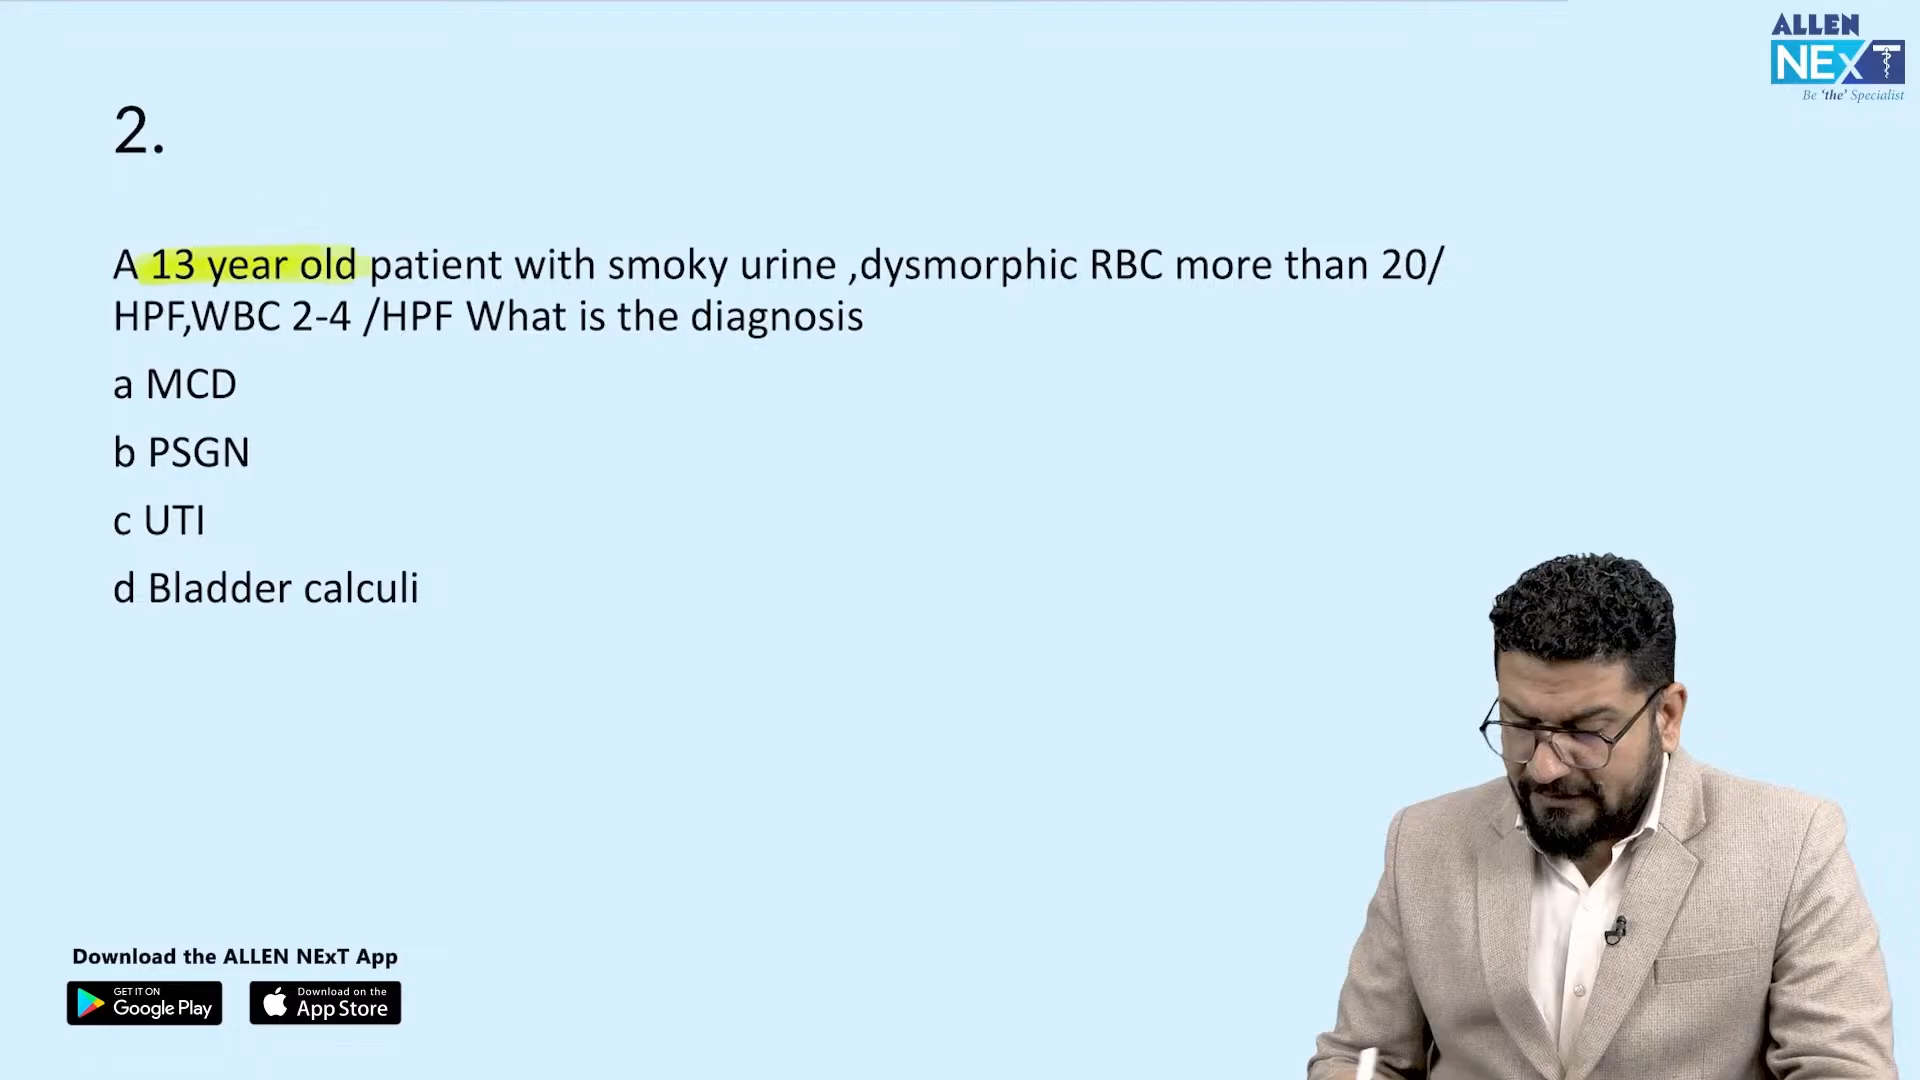 ALLEN
NExT
Be 'the' Specialist
2.
A 13 year old patient with smoky urine ,dysmorphic RBC more than 20/
HPF,WBC 2-4 /HPF What is the diagnosis
a MCD
b PSGN
c UTI
d Bladder calculi
Download the ALLEN NExT App
GET IT ON
Google Play
Download on the
App Store